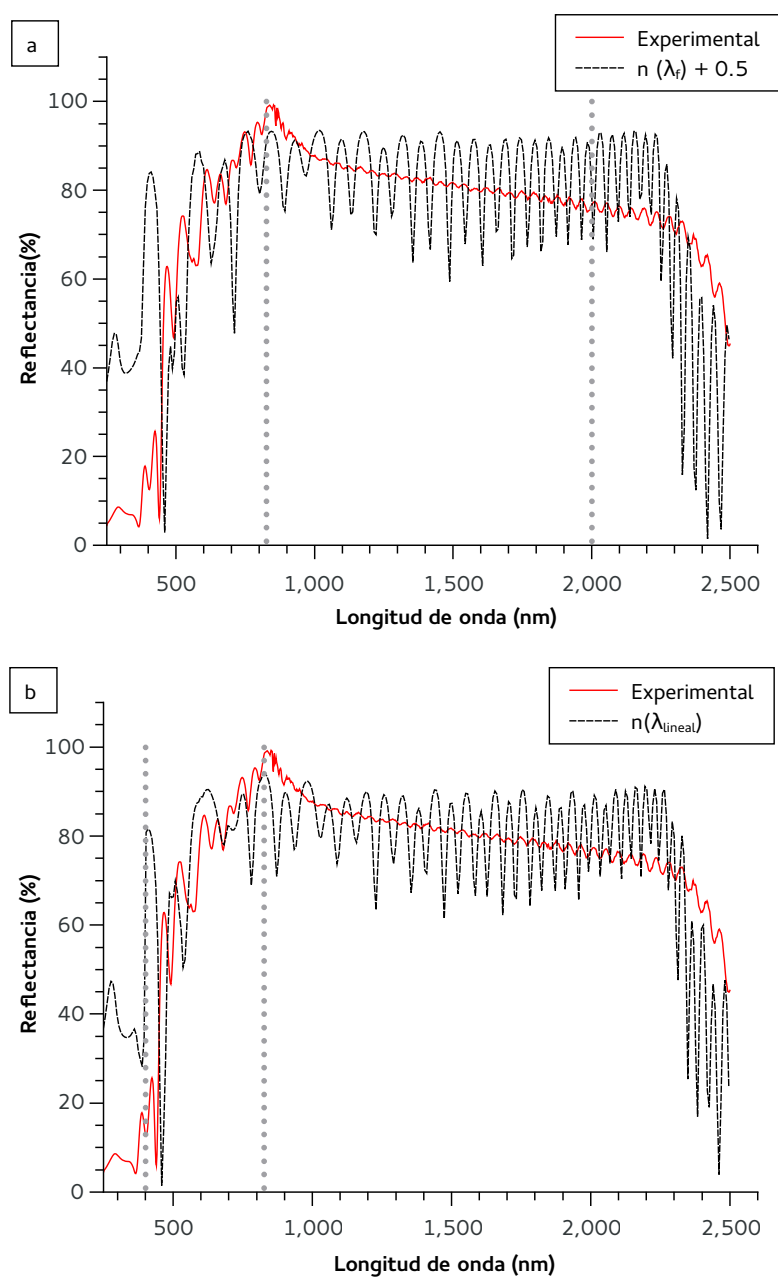 a
Experimental
n (λf) + 0.5
100
80
60
40
20
0
Reflectancia(%)
500
1,000
1,500
2,000
2,500
Longitud de onda (nm)
b
Experimental
n(λlineal)
100
80
60
40
20
0
Reflectancia (%)
500
1,000
1,500
2,000
2,500
Longitud de onda (nm)